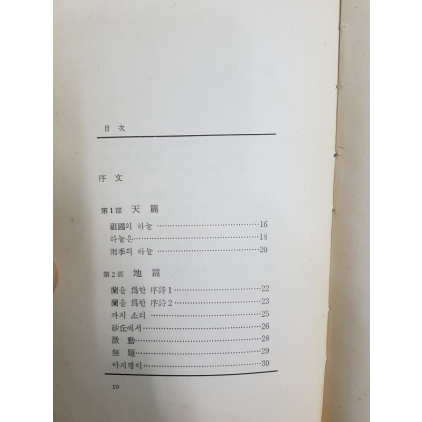 目 次
序 文
第1部 天 篇
祖國의 하늘 ……………………… 16
하늘은 ……………………… 18
雨季의 하늘 ……………………… 20
第2部 地 篇
蘭을 爲한 序詩 1 ……………………… 22
蘭을 爲한 序詩 2 ……………………… 23
까치 소리 ……………………… 25
砂丘에서 ……………………… 26
微 動 ……………………… 28
無 題 ……………………… 29
아지랭이 ……………………… 30
10